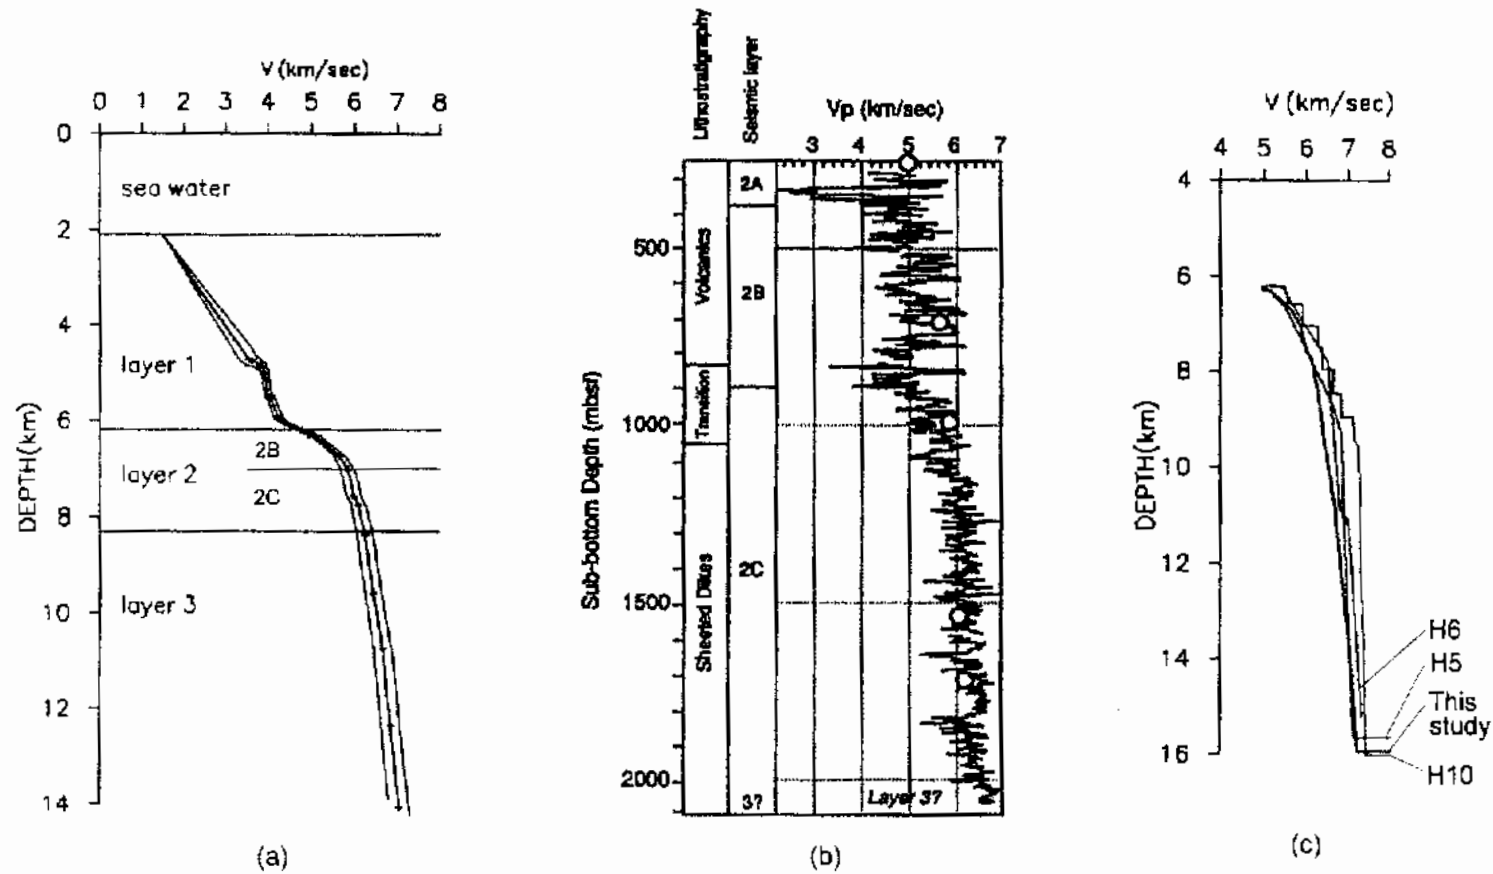 V (km/sec)
0 1 2 3 4 5 6 7 8
0
sea water
2
4
layer 1
6
2B
layer 2
2C
8
layer 3
10
12
14
DEPTH(km)
(a)
Lithostratigraphy
Seismic layer
Vp (km/sec)
3 4 5 6 7
2A
Volcanics
500
2B
Transition
1000
Sheeted Dikes
2C
1500
2000
3?
Layer 3?
Sub-bottom Depth (mbsf)
(b)
V (km/sec)
4 5 6 7 8
4
6
8
10
12
14
16
DEPTH(km)
H6
H5
This
study
H10
(c)